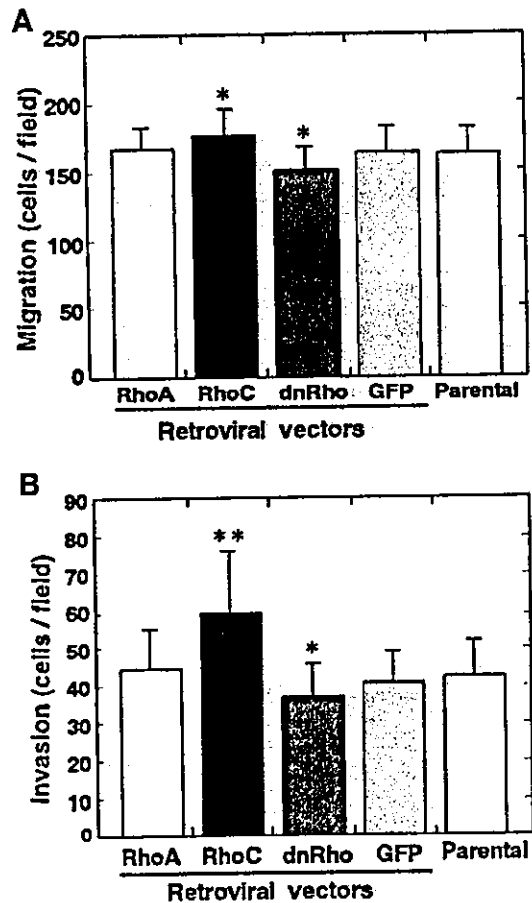 A
Migration (cells / field)
250
200
150
100
50
0
*
*
RhoA RhoC dnRho GFP Parental
Retroviral vectors
B
Invasion (cells / field)
90
80
70
60
50
40
30
20
10
0
**
*
RhoA RhoC dnRho GFP Parental
Retroviral vectors